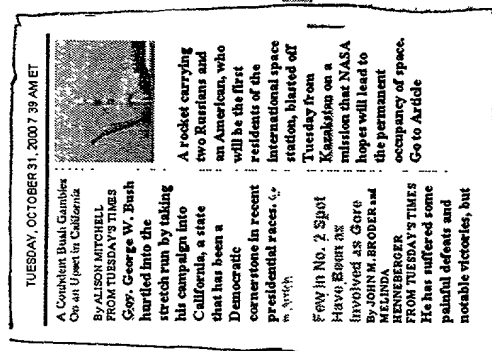 TUESDAY, OCTOBER 31, 2000 7 39 AM ET
A Confident Bush Gambles
On an Upset in California
By ALISON MITCHELL
FROM TUESDAY'S TIMES
Gov. George W. Bush
hurtled into the
stretch run by taking
his campaign into
California, a state
that has been a
Democratic
cornerstone in recent
presidential races. Go
to Article
Few in No. 2 Spot
Have Been as
Involved as Gore
By JOHN M. BRODER and
MELINDA
HENNEBERGER
FROM TUESDAY'S TIMES
He has suffered some
painful defeats and
notable victories, but
A rocket carrying
two Russians and
an American, who
will be the first
residents of the
international space
station, blasted off
Tuesday from
Kazakstan on a
mission that NASA
hopes will lead to
the permanent
occupancy of space.
Go to Article